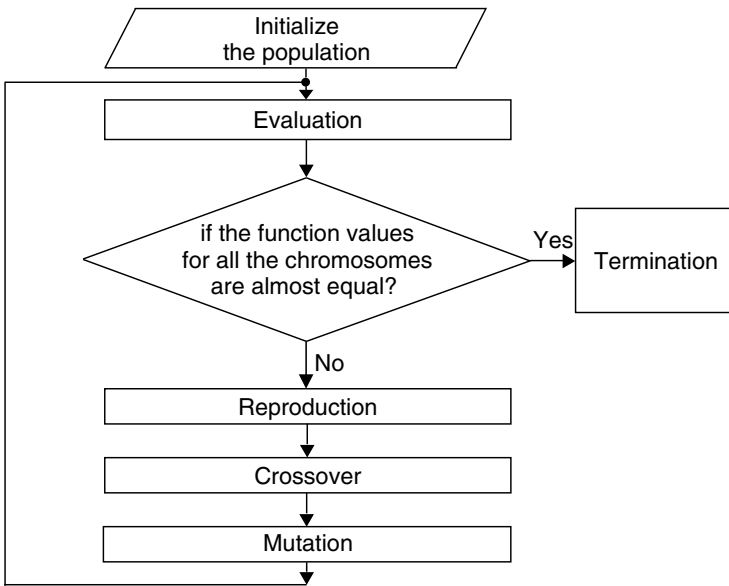 Initialize
the population
Evaluation
if the function values
for all the chromosomes
are almost equal?
Yes
Termination
No
Reproduction
Crossover
Mutation